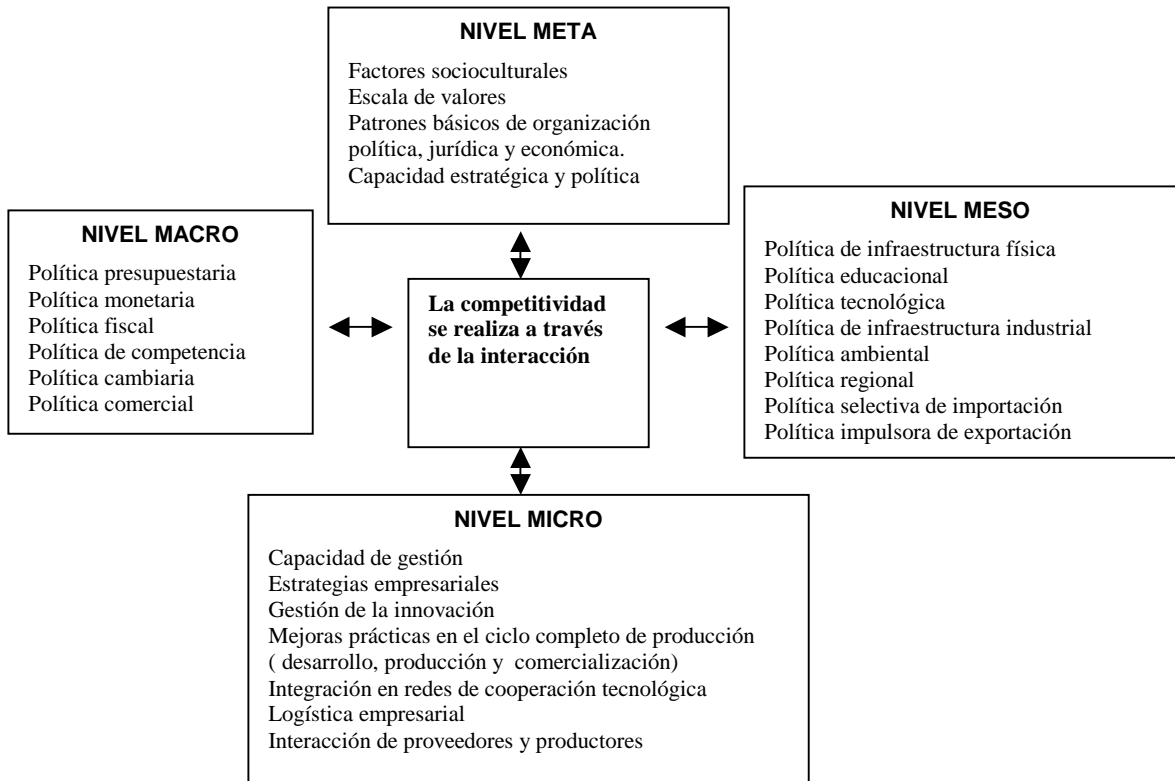 NIVEL META
Factores socioculturales
Escala de valores
Patrones básicos de organización
política, jurídica y económica.
Capacidad estratégica y política
NIVEL MACRO
Política presupuestaria
Política monetaria
Política fiscal
Política de competencia
Política cambiaria
Política comercial
La competitividad
se realiza a través
de la interacción
NIVEL MESO
Política de infraestructura física
Política educacional
Política tecnológica
Política de infraestructura industrial
Política ambiental
Política regional
Política selectiva de importación
Política impulsora de exportación
NIVEL MICRO
Capacidad de gestión
Estrategias empresariales
Gestión de la innovación
Mejoras prácticas en el ciclo completo de producción
( desarrollo, producción y comercialización)
Integración en redes de cooperación tecnológica
Logística empresarial
Interacción de proveedores y productores